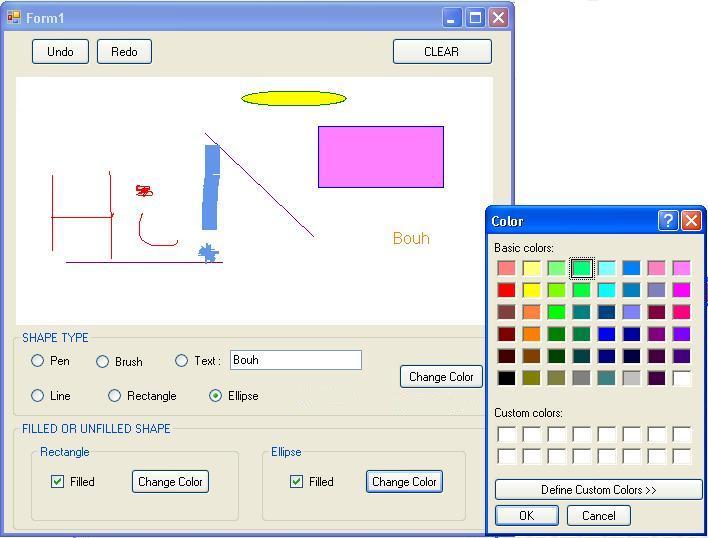 Form1
Undo Redo CLEAR
Hi!
Bouh
SHAPE TYPE
Pen Brush Text : Bouh
Change Color
Line Rectangle Ellipse
FILLED OR UNFILLED SHAPE
Rectangle Ellipse
Filled Change Color Filled Change Color
Color
Basic colors:
Custom colors:
Define Custom Colors >>
OK Cancel